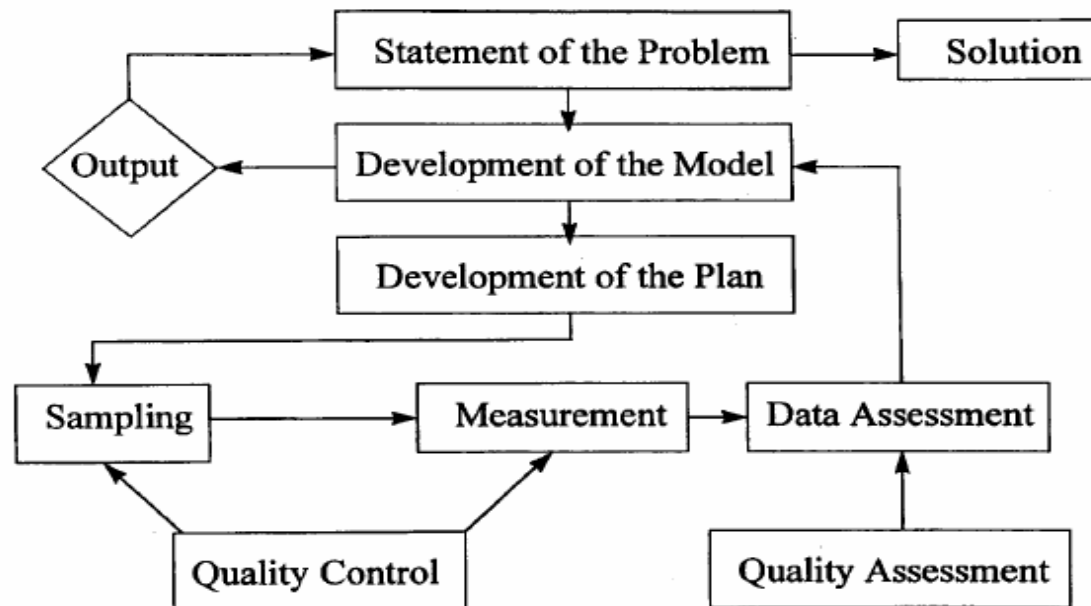 Statement of the Problem
Solution
Output
Development of the Model
Development of the Plan
Sampling
Measurement
Data Assessment
Quality Control
Quality Assessment